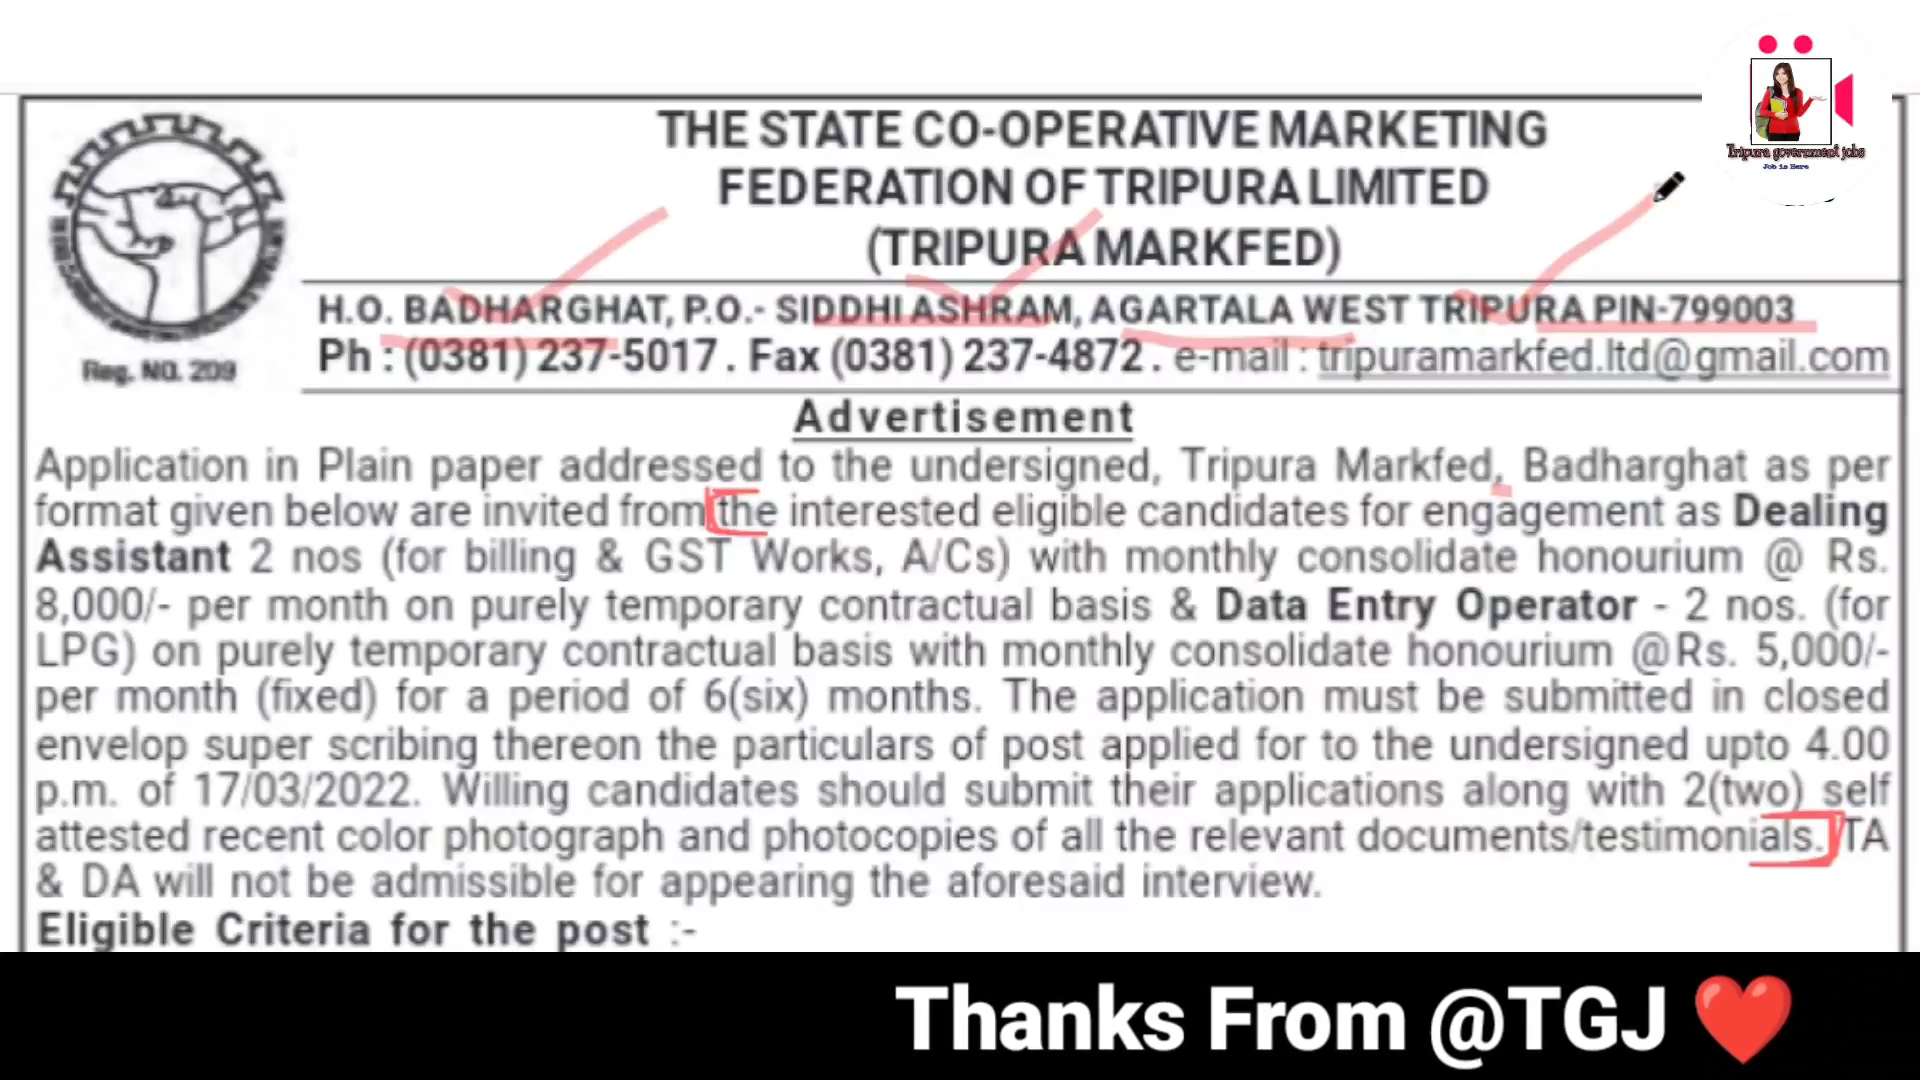 Tripura government jobs
Job is Here
THE STATE CO-OPERATIVE MARKETING
FEDERATION OF TRIPURA LIMITED
(TRIPURA MARKFED)
H.O. BADHARGHAT, P.O.- SIDDHI ASHRAM, AGARTALA WEST TRIPURA PIN-799003
Ph : (0381) 237-5017 . Fax (0381) 237-4872 . e-mail : tripuramarkfed.ltd@gmail.com
Reg. NO. 209
Advertisement
Application in Plain paper addressed to the undersigned, Tripura Markfed, Badharghat as per
format given below are invited from the interested eligible candidates for engagement as Dealing
Assistant 2 nos (for billing & GST Works, A/Cs) with monthly consolidate honourium @ Rs.
8,000/- per month on purely temporary contractual basis & Data Entry Operator - 2 nos. (for
LPG) on purely temporary contractual basis with monthly consolidate honourium @Rs. 5,000/-
per month (fixed) for a period of 6(six) months. The application must be submitted in closed
envelop super scribing thereon the particulars of post applied for to the undersigned upto 4.00
p.m. of 17/03/2022. Willing candidates should submit their applications along with 2(two) self
attested recent color photograph and photocopies of all the relevant documents/testimonials. TA
& DA will not be admissible for appearing the aforesaid interview.
Eligible Criteria for the post :-
Thanks From @TGJ ❤️